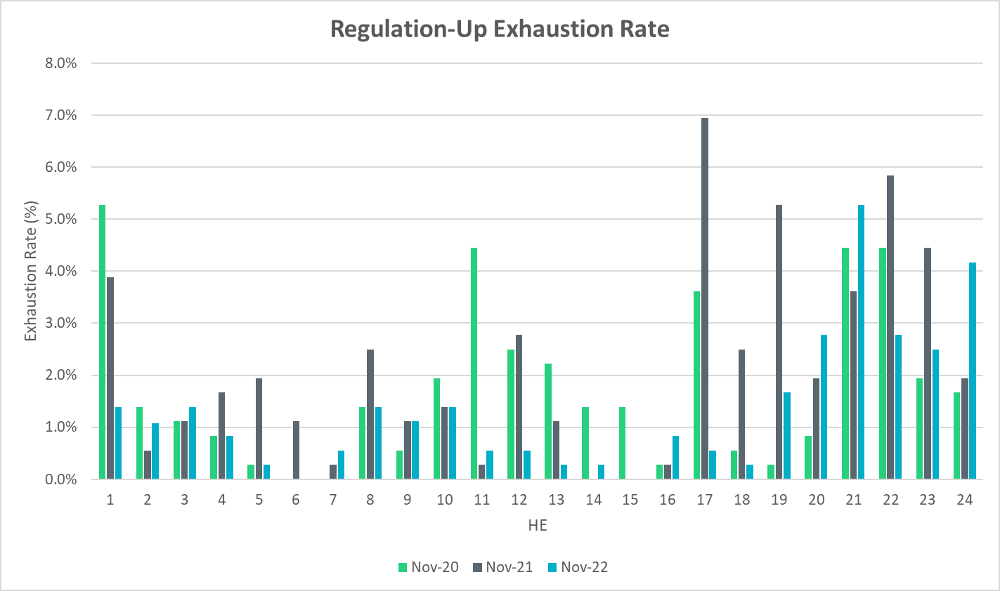 Regulation-Up Exhaustion Rate
8.0%
7.0%
6.0%
5.0%
4.0%
3.0%
2.0%
1.0%
0.0%
Exhaustion Rate (%)
1 2 3 4 5 6 7 8 9 10 11 12 13 14 15 16 17 18 19 20 21 22 23 24
HE
Nov-20 Nov-21 Nov-22